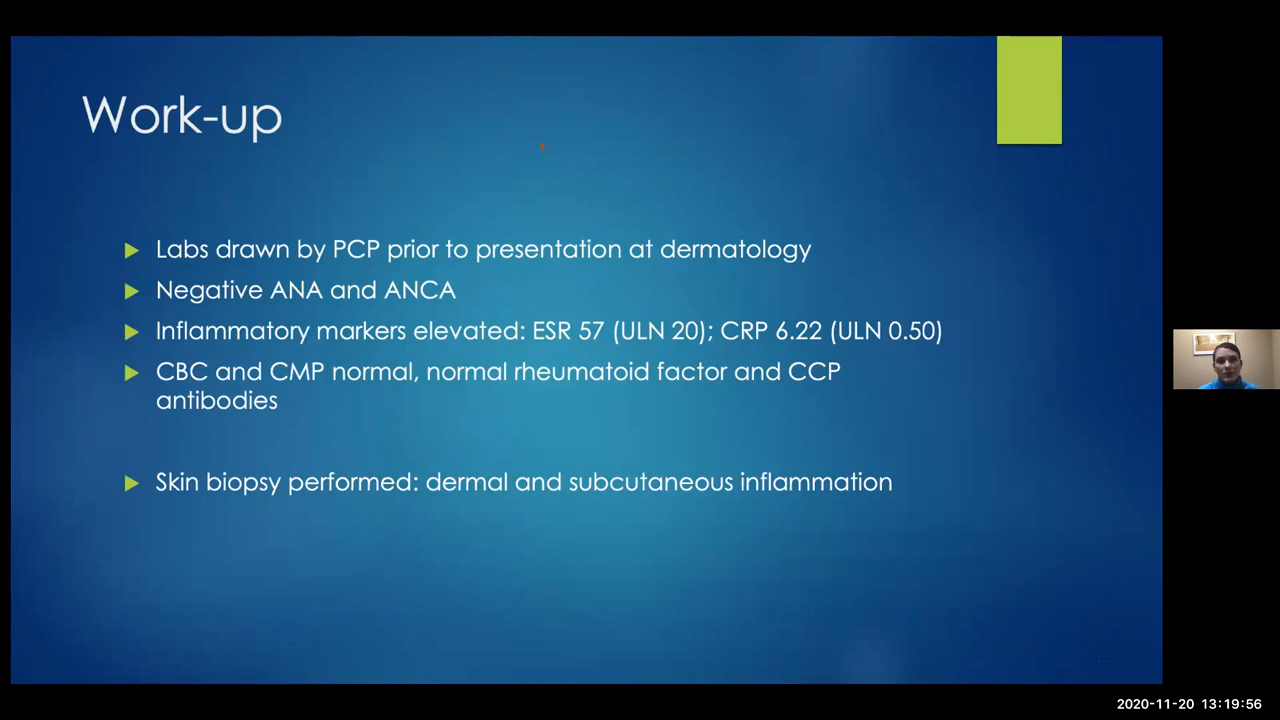 Work-up
Labs drawn by PCP prior to presentation at dermatology
Negative ANA and ANCA
Inflammatory markers elevated: ESR 57 (ULN 20); CRP 6.22 (ULN 0.50)
CBC and CMP normal, normal rheumatoid factor and CCP
antibodies
Skin biopsy performed: dermal and subcutaneous inflammation
2020-11-20 13:19:56